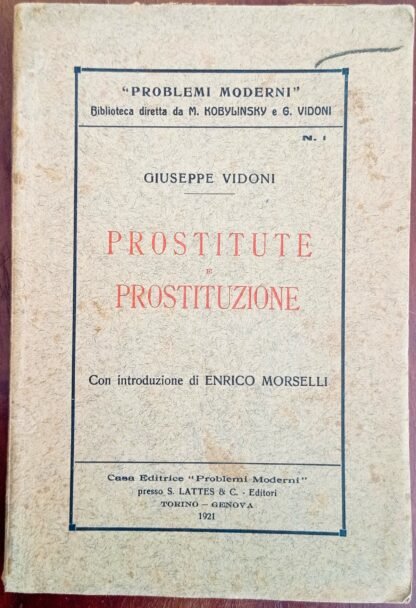 "PROBLEMI MODERNI"
Biblioteca diretta da M. KOBYLINSKY e G. VIDONI
N. 1
GIUSEPPE VIDONI
PROSTITUTE
E
PROSTITUZIONE
Con introduzione di ENRICO MORSELLI
Casa Editrice "Problemi Moderni"
presso S. LATTES & C. - Editori
TORINO - GENOVA
1921